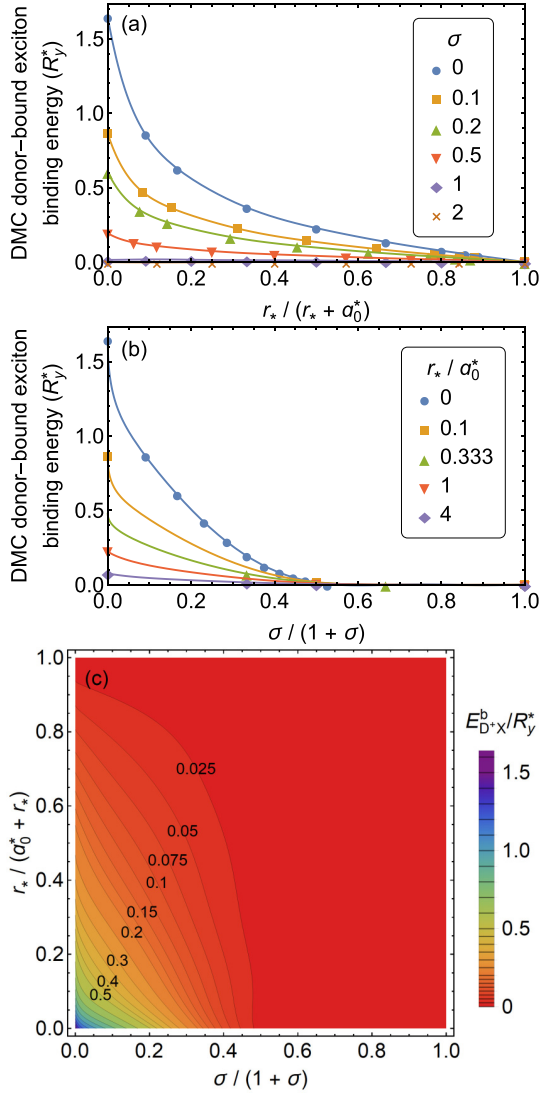 (a)
DMC donor–bound exciton
binding energy (R*y)
1.5
1.0
0.5
0.0
0.0 0.2 0.4 0.6 0.8 1.0
r* / (r* + a*0)
σ
0
0.1
0.2
0.5
1
2
(b)
DMC donor–bound exciton
binding energy (R*y)
1.5
1.0
0.5
0.0
0.0 0.2 0.4 0.6 0.8 1.0
σ / (1 + σ)
r* / a*0
0
0.1
0.333
1
4
(c)
r* / (a*0 + r*)
1.0
0.8
0.6
0.4
0.2
0.0
0.0 0.2 0.4 0.6 0.8 1.0
σ / (1 + σ)
0.025
0.05
0.075
0.1
0.15
0.2
0.3
0.4
0.5
E^b_D+X/R*y
1.5
1.0
0.5
0